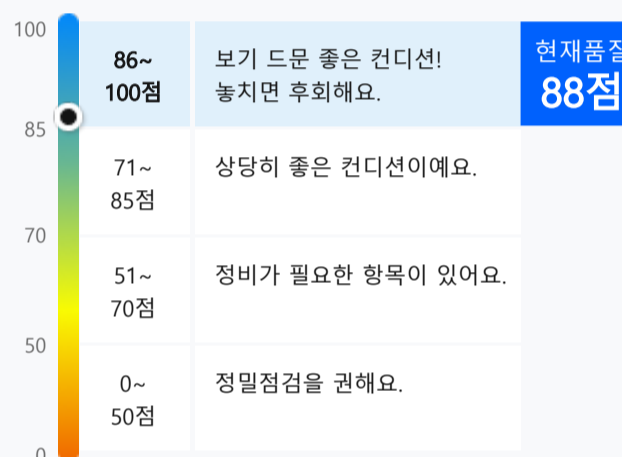 100
86~
100점
보기 드문 좋은 컨디션!
놓치면 후회해요.
현재품질
88점
85
71~
85점
상당히 좋은 컨디션이예요.
70
51~
70점
정비가 필요한 항목이 있어요.
50
0~
50점
정밀점검을 권해요.
0